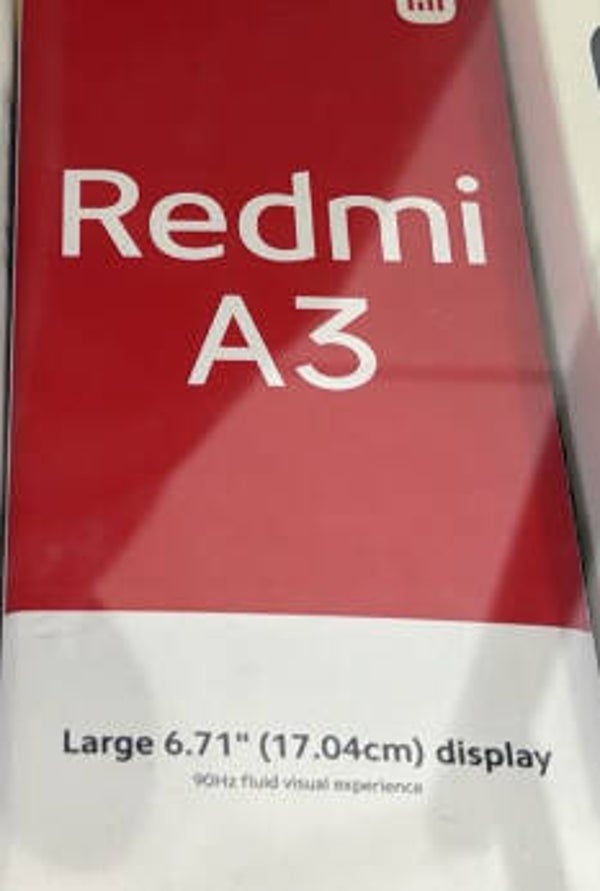 Redmi
A3
Large 6.71" (17.04cm) display
90Hz fluid visual experience